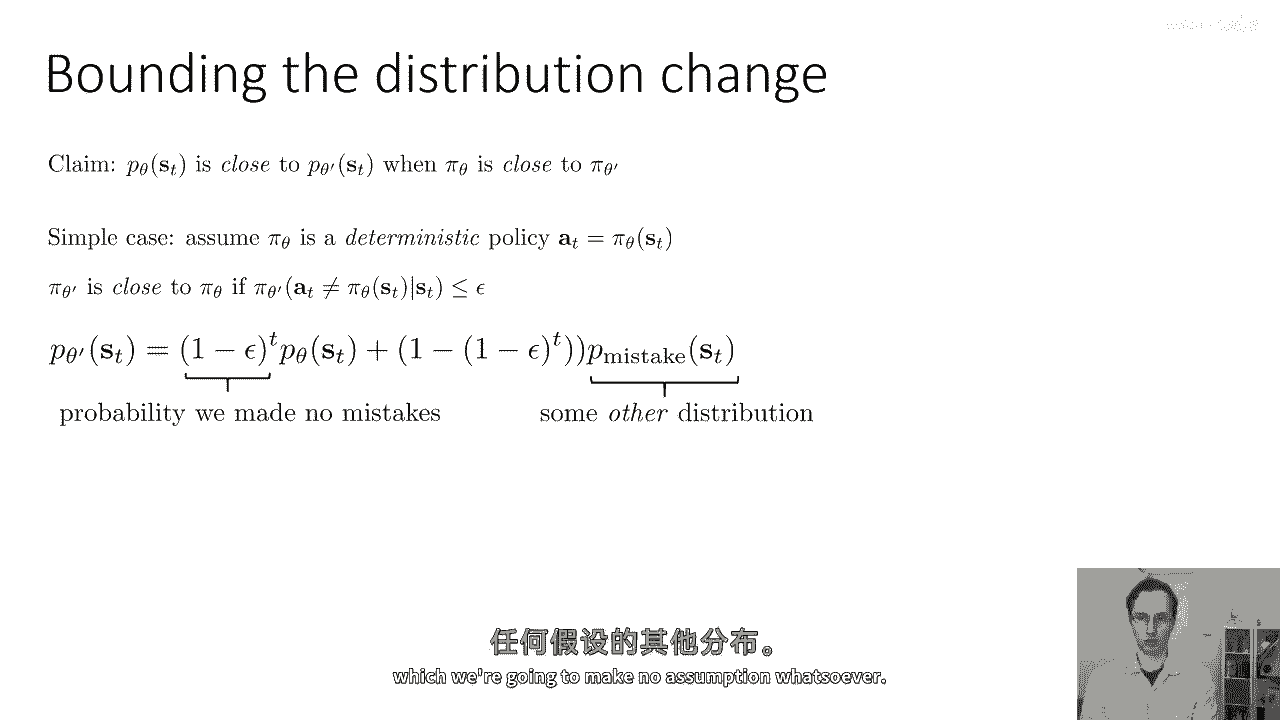 Bounding the distribution change
Claim: $p_\theta(\mathbf{s}_t)$ is close to $p_{\theta'}(\mathbf{s}_t)$ when $\pi_\theta$ is close to $\pi_{\theta'}$
Simple case: assume $\pi_\theta$ is a deterministic policy $\mathbf{a}_t = \pi_\theta(\mathbf{s}_t)$
$\pi_{\theta'}$ is close to $\pi_\theta$ if $\pi_{\theta'}(\mathbf{a}_t \neq \pi_\theta(\mathbf{s}_t)|\mathbf{s}_t) \leq \epsilon$
$p_{\theta'}(\mathbf{s}_t) = (1-\epsilon)^t p_\theta(\mathbf{s}_t) + (1-(1-\epsilon)^t))p_{\text{mistake}}(\mathbf{s}_t)$
probability we made no mistakes some other distribution
任何假设的其他分布。
which we're going to make no assumption whatsoever.